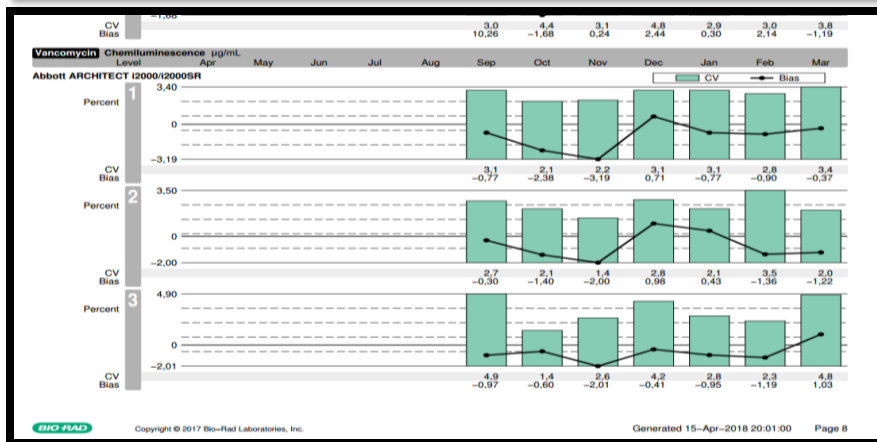 -1,68
CV 3,0 4,4 3,1 4,8 2,9 3,0 3,8
Bias 10,26 -1,68 0,24 2,44 0,30 2,14 -1,19
Vancomycin Chemiluminescence µg/mL
Level Apr May Jun Jul Aug Sep Oct Nov Dec Jan Feb Mar
Abbott ARCHITECT i2000/i2000SR CV Bias
1 3,40
Percent
0
-3,19
CV 3,1 2,1 2,2 3,1 3,1 2,8 3,4
Bias -0,77 -2,38 -3,19 0,71 -0,77 -0,90 -0,37
2 3,50
Percent
0
-2,00
CV 2,7 2,1 1,4 2,8 2,1 3,5 2,0
Bias -0,30 -1,40 -2,00 0,98 0,43 -1,36 -1,22
3 4,90
Percent
0
-2,01
CV 4,9 1,4 2,6 4,2 2,8 2,3 4,8
Bias -0,97 -0,60 -2,01 -0,41 -0,95 -1,19 1,03
BIO-RAD Copyright © 2017 Bio-Rad Laboratories, Inc. Generated 15-Apr-2018 20:01:00 Page 8